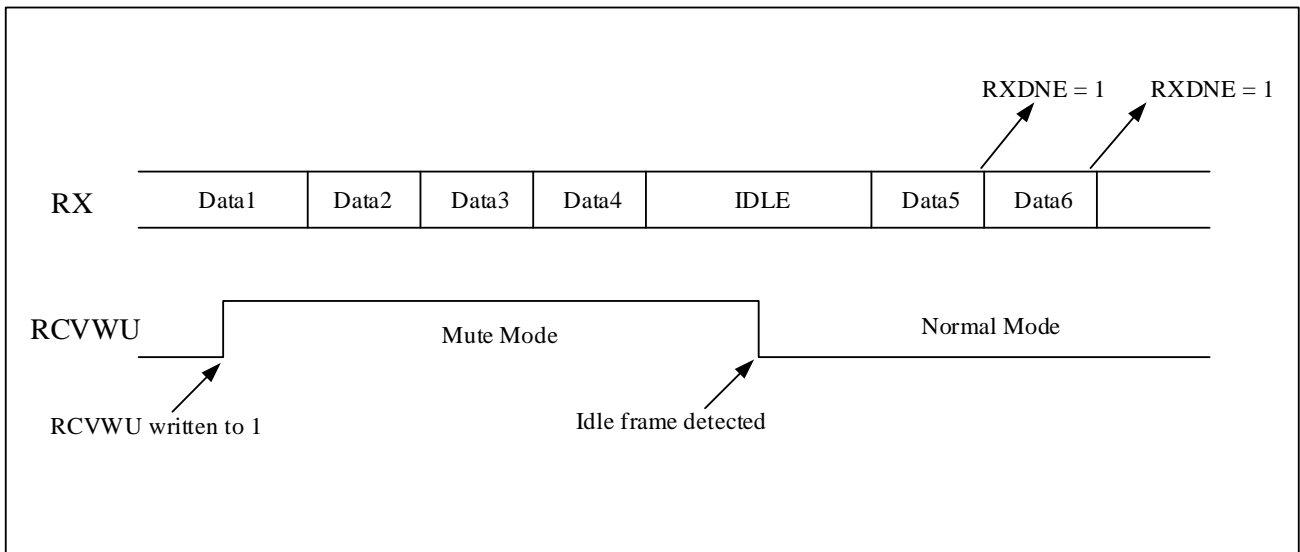 RXDNE = 1 RXDNE = 1
RX Data1 Data2 Data3 Data4 IDLE Data5 Data6
RCVWU Mute Mode Normal Mode
RCVWU written to 1 Idle frame detected